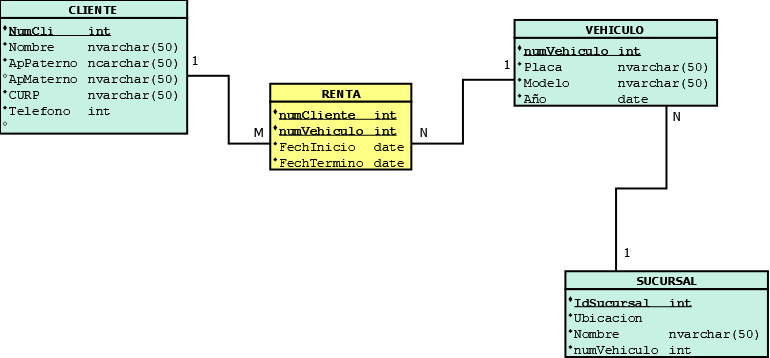 CLIENTE
NumCli int
Nombre nvarchar(50)
ApPaterno ncarchar(50)
ApMaterno nvarchar(50)
CURP nvarchar(50)
Telefono int
1
M
RENTA
numCliente int
numVehiculo int
FechInicio date
FechTermino date
N
1
VEHICULO
numVehiculo int
Placa nvarchar(50)
Modelo nvarchar(50)
Año date
N
1
SUCURSAL
IdSucursal int
Ubicacion
Nombre nvarchar(50)
numVehiculo int